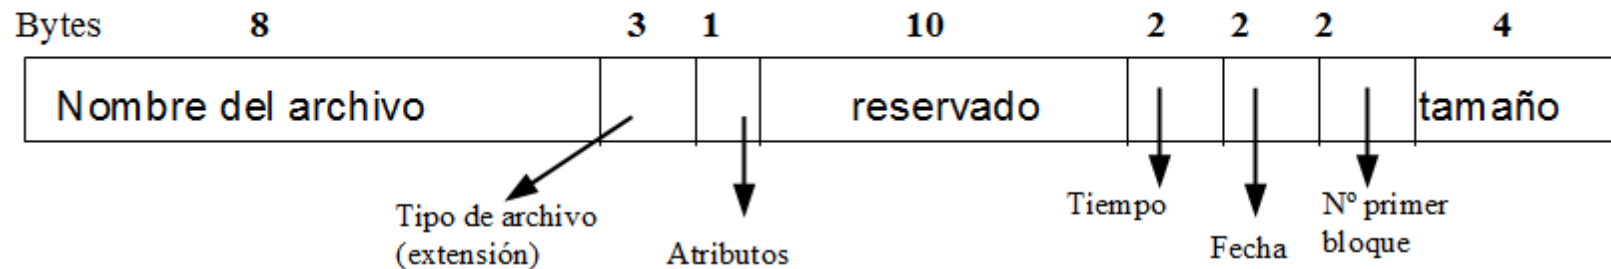 Bytes 8 3 1 10 2 2 2 4
Nombre del archivo reservado tamaño
Tipo de archivo
(extensión)
Atributos
Tiempo
Fecha
Nº primer
bloque